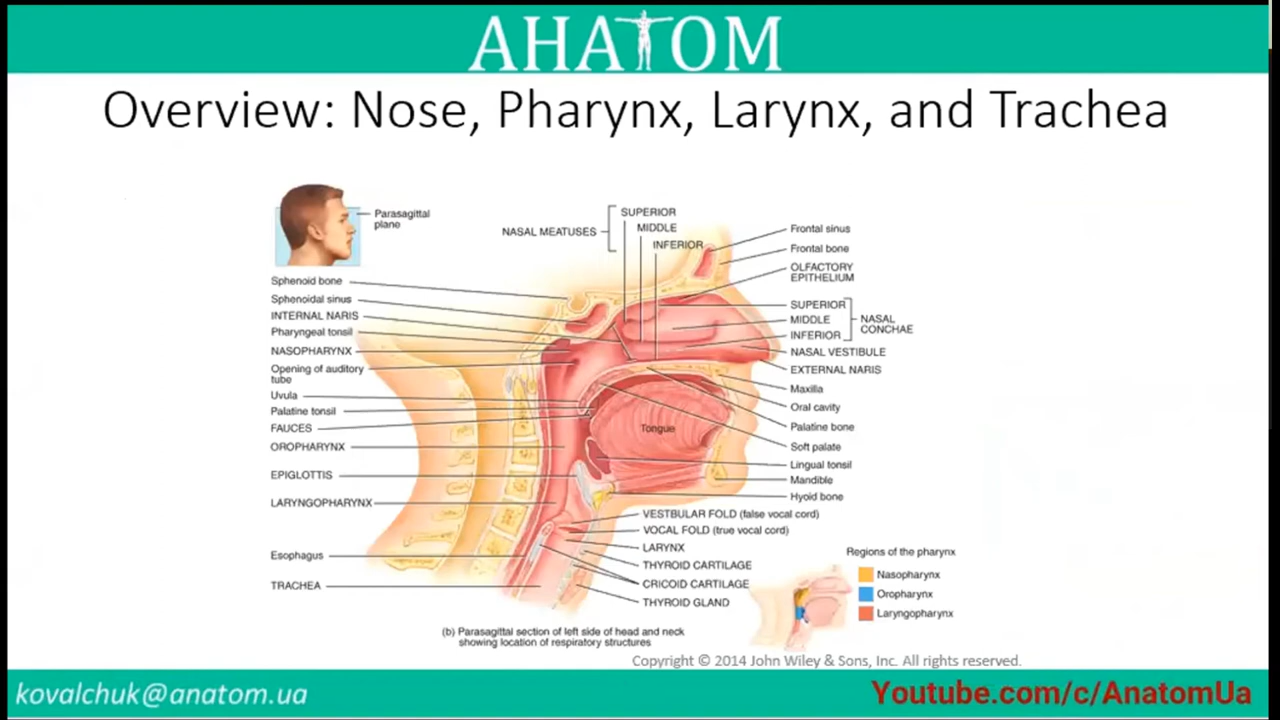 АНАТОМ
Overview: Nose, Pharynx, Larynx, and Trachea
Parasagittal
plane
NASAL MEATUSES
SUPERIOR
MIDDLE
INFERIOR
Sphenoid bone
Sphenoidal sinus
INTERNAL NARIS
Pharyngeal tonsil
NASOPHARYNX
Opening of auditory
tube
Uvula
Palatine tonsil
FAUCES
OROPHARYNX
EPIGLOTTIS
LARYNGOPHARYNX
Esophagus
TRACHEA
Frontal sinus
Frontal bone
OLFACTORY
EPITHELIUM
SUPERIOR
MIDDLE
INFERIOR
NASAL
CONCHAE
NASAL VESTIBULE
EXTERNAL NARIS
Maxilla
Oral cavity
Palatine bone
Soft palate
Lingual tonsil
Mandible
Hyoid bone
Tongue
VESTBULAR FOLD (false vocal cord)
VOCAL FOLD (true vocal cord)
LARYNX
THYROID CARTILAGE
CRICOID CARTILAGE
THYROID GLAND
Regions of the pharynx
Nasopharynx
Oropharynx
Laryngopharynx
(b) Parasagittal section of left side of head and neck
showing location of respiratory structures
Copyright © 2014 John Wiley & Sons, Inc. All rights reserved.
kovalchuk@anatom.ua
Youtube.com/c/AnatomUa